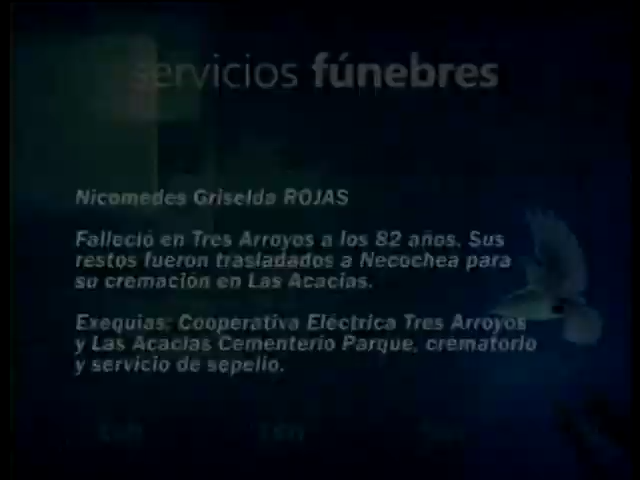 servicios fúnebres
Nicomedes Griselda ROJAS
Falleció en Tres Arroyos a los 82 años. Sus
restos fueron trasladados a Necochea para
su cremación en Las Acacias.
Exequias: Cooperativa Eléctrica Tres Arroyos
y Las Acacias Cementerio Parque, crematorio
y servicio de sepelio.